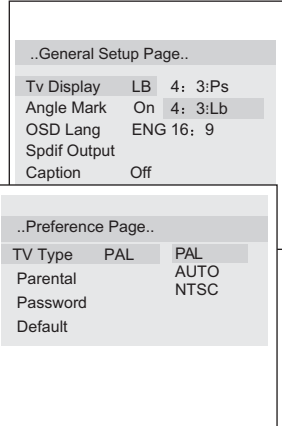 ..General Setup Page..
Tv Display LB 4: 3:Ps
Angle Mark On 4: 3:Lb
OSD Lang ENG 16: 9
Spdif Output
Caption Off
..Preference Page..
TV Type PAL PAL
Parental AUTO
Password NTSC
Default